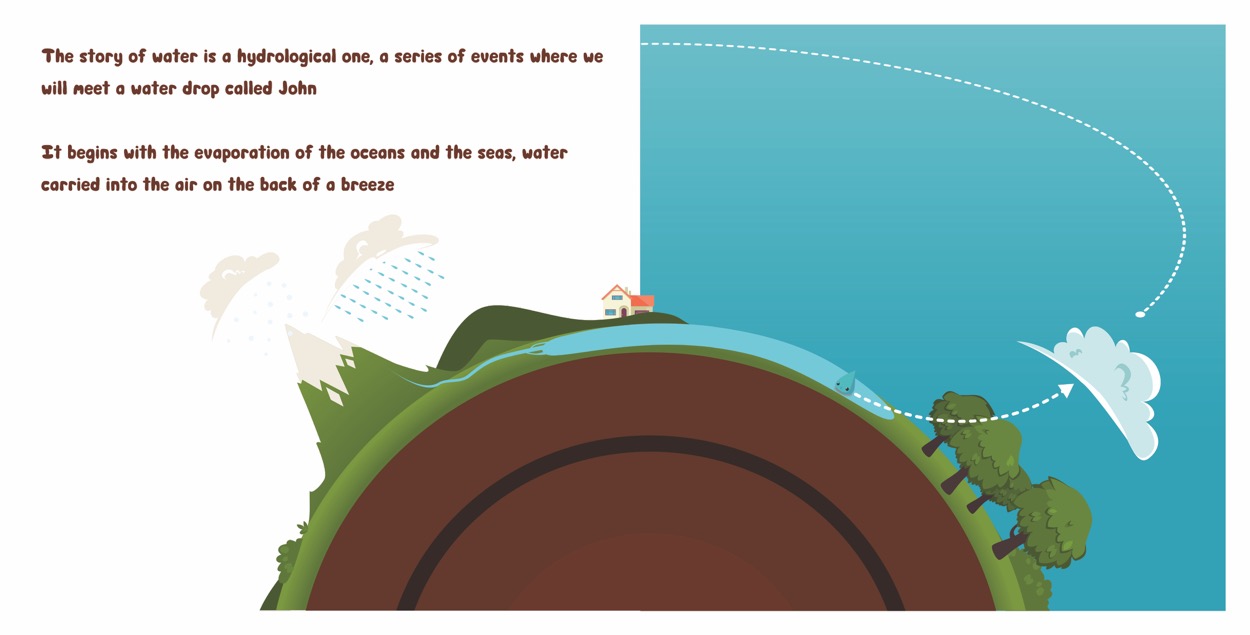 The story of water is a hydrological one, a series of events where we
will meet a water drop called John
It begins with the evaporation of the oceans and the seas, water
carried into the air on the back of a breeze